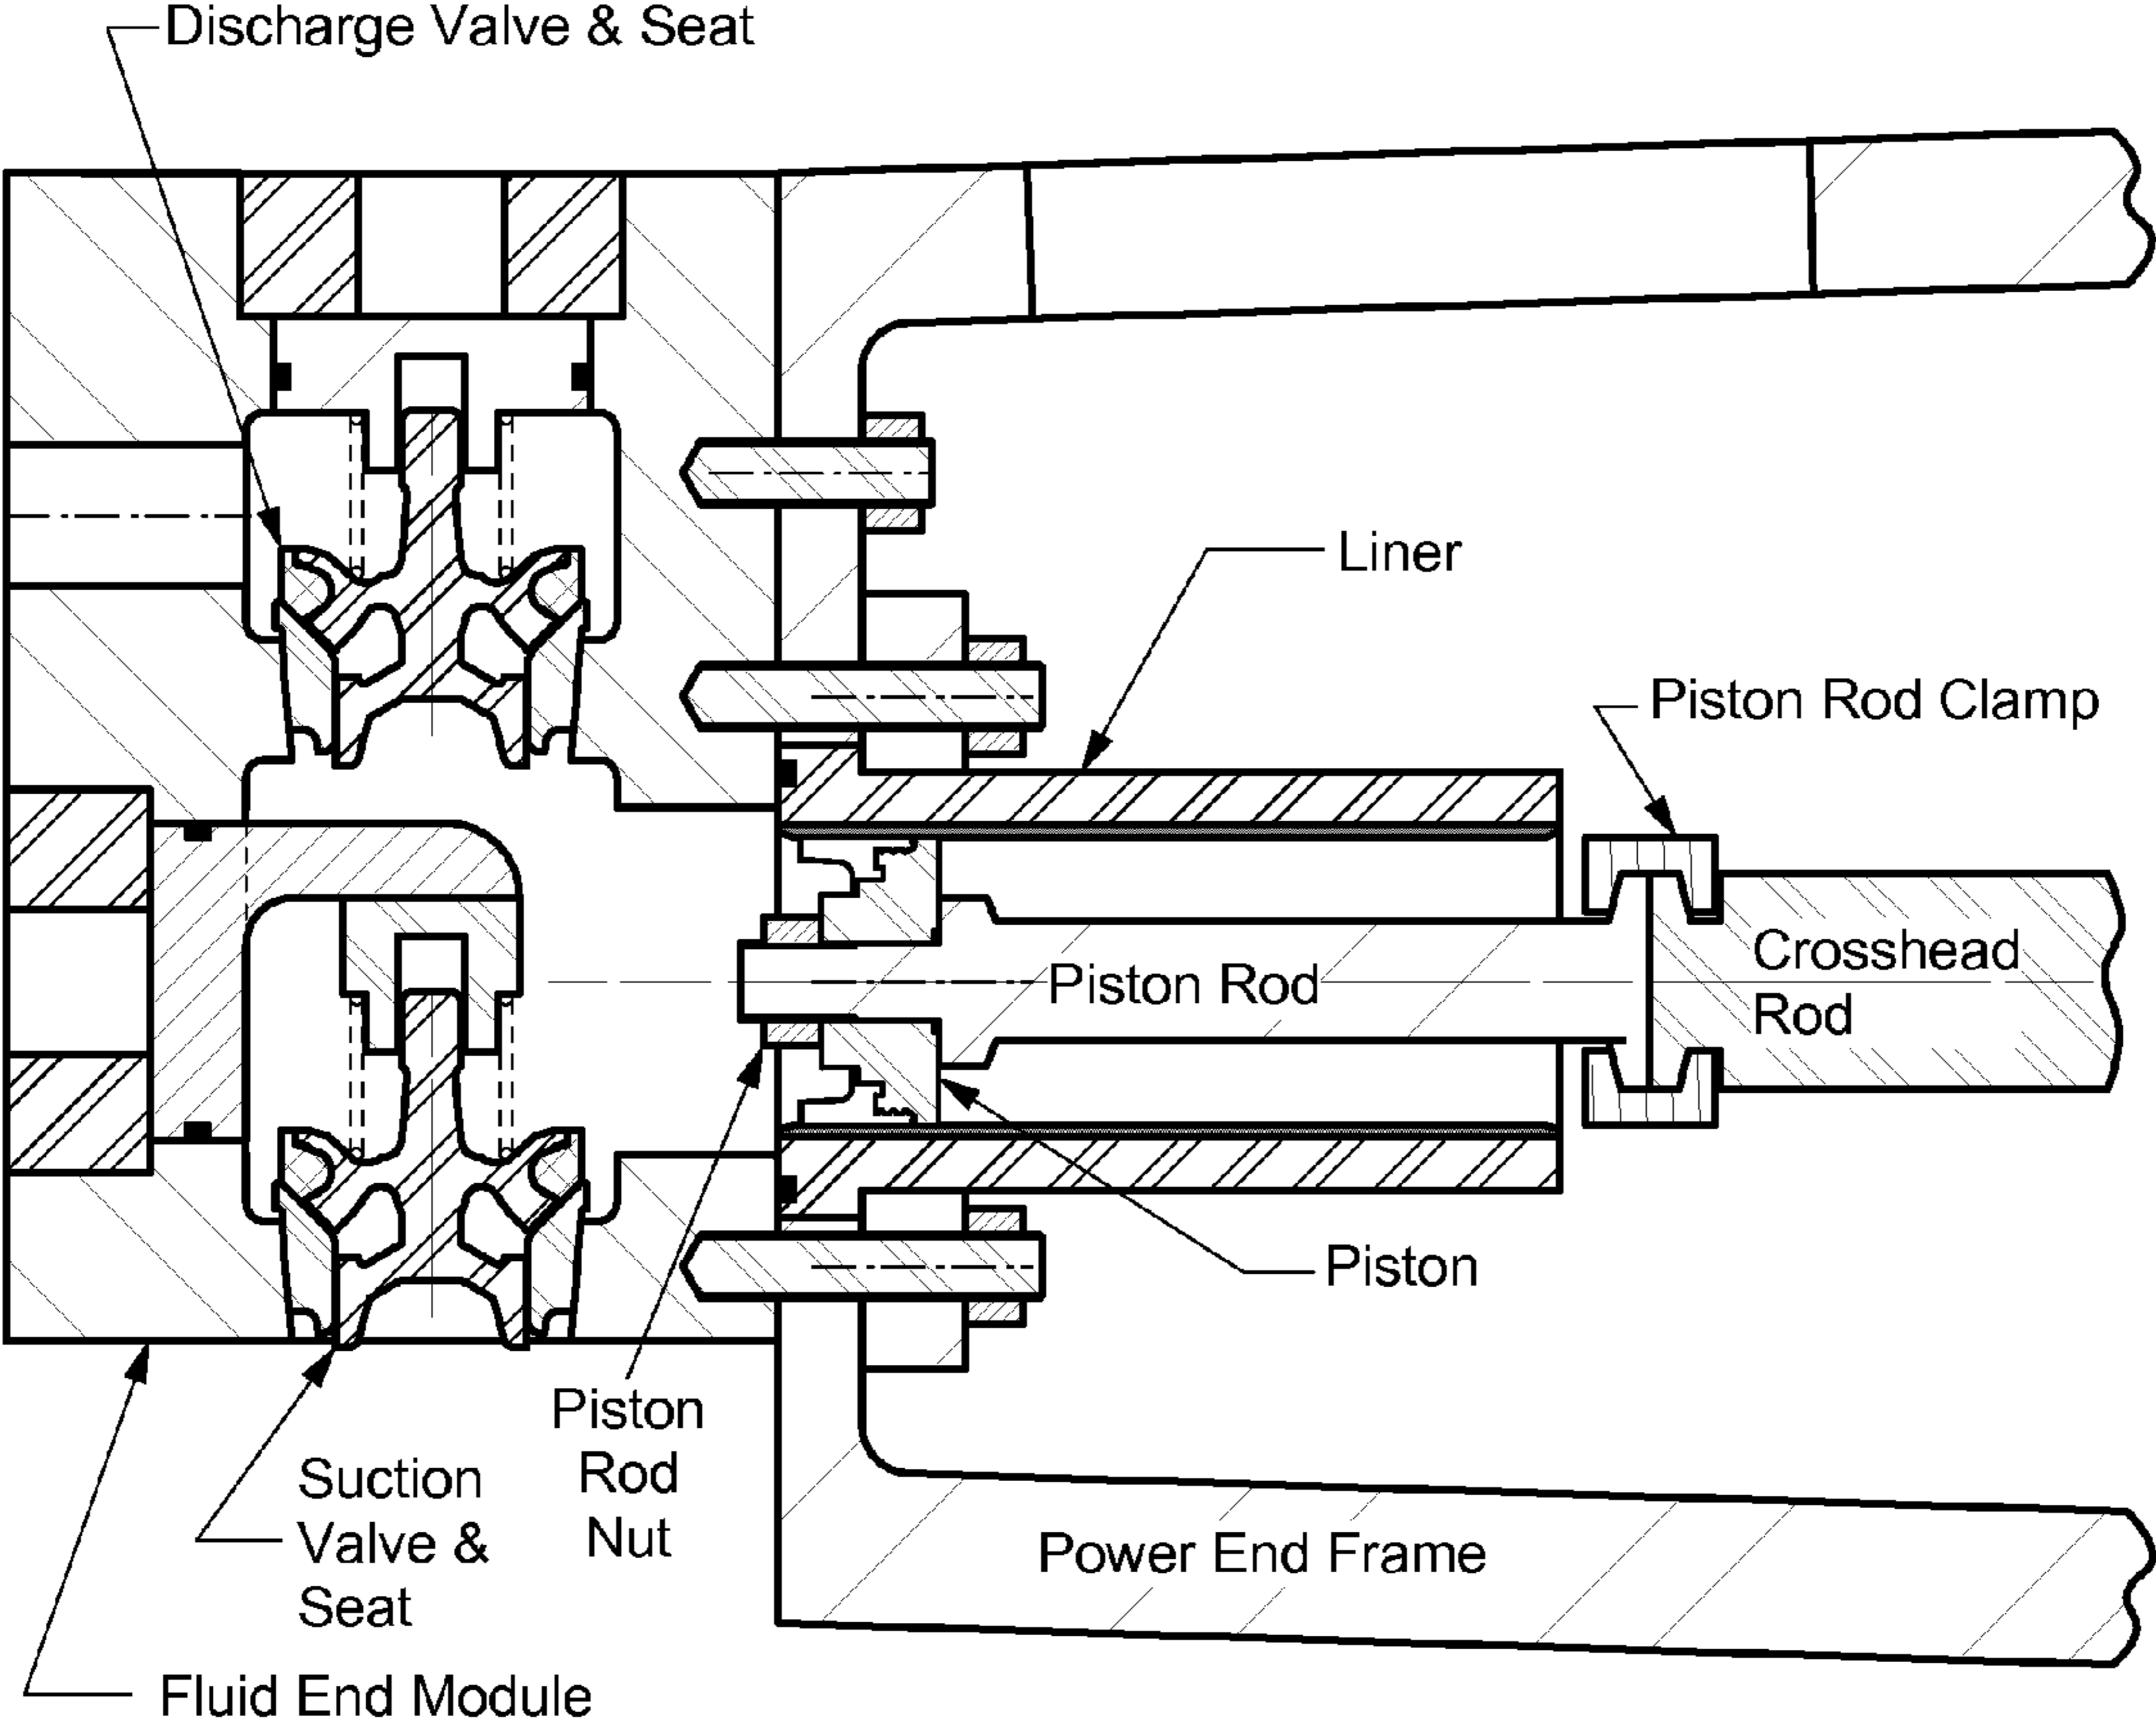 Discharge Valve & Seat
Liner
Piston Rod Clamp
Crosshead
Rod
Piston Rod
Piston
Piston
Rod
Nut
Suction
Valve &
Seat
Power End Frame
Fluid End Module